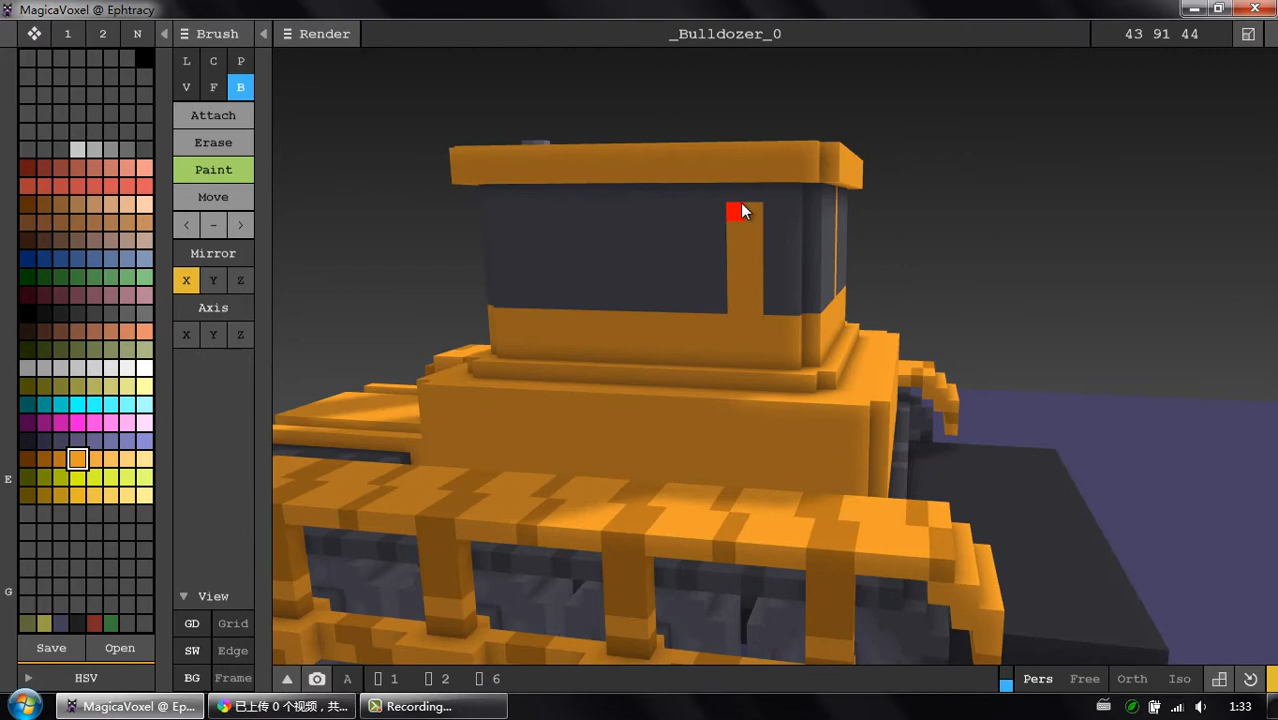 MagicaVoxel @ Ephtracy
1 2 N
Brush
Render
_Bulldozer_0
43 91 44
L C P
V F B
Attach
Erase
Paint
Move
< - >
Mirror
X Y Z
Axis
X Y Z
E
G
View
GD Grid
SW Edge
BG Frame
Save Open
HSV
A 1 2 6
Pers Free Orth Iso
MagicaVoxel @ Ep...
已上传 0 个视频，共...
Recording...
1:33